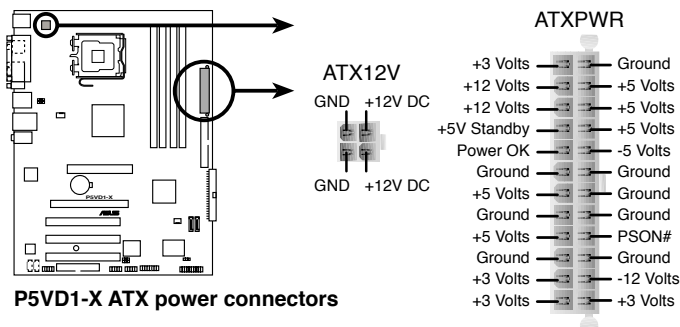 ATXPWR
ATX12V
GND +12V DC
GND +12V DC
+3 Volts Ground
+12 Volts +5 Volts
+12 Volts +5 Volts
+5V Standby +5 Volts
Power OK -5 Volts
Ground Ground
+5 Volts Ground
Ground Ground
+5 Volts PSON#
Ground Ground
+3 Volts -12 Volts
+3 Volts +3 Volts
P5VD1-X
ASUS
P5VD1-X ATX power connectors